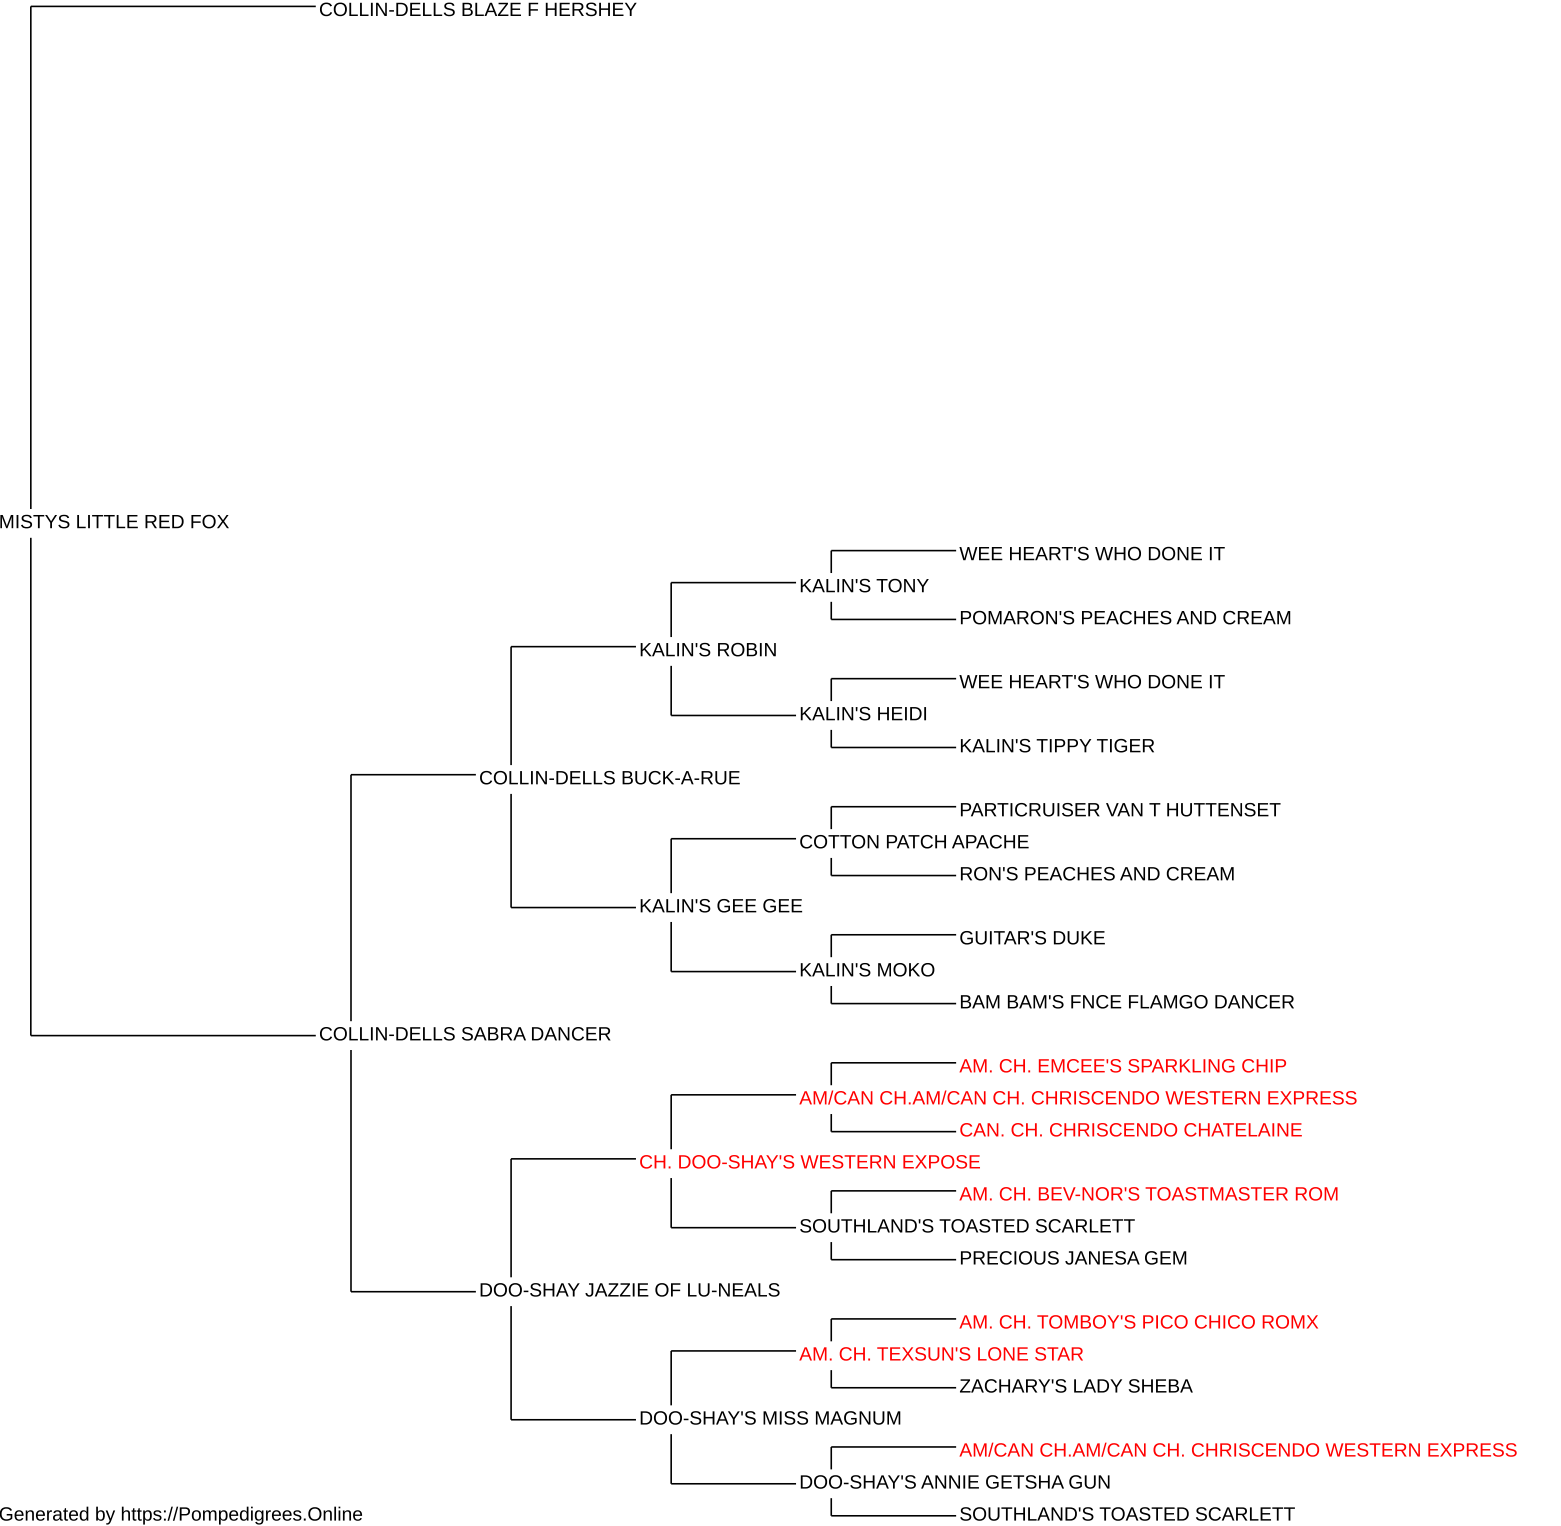 COLLIN-DELLS BLAZE F HERSHEY
MISTYS LITTLE RED FOX
WEE HEART'S WHO DONE IT
KALIN'S TONY
POMARON'S PEACHES AND CREAM
KALIN'S ROBIN
WEE HEART'S WHO DONE IT
KALIN'S HEIDI
KALIN'S TIPPY TIGER
COLLIN-DELLS BUCK-A-RUE
PARTICRUISER VAN T HUTTENSET
COTTON PATCH APACHE
RON'S PEACHES AND CREAM
KALIN'S GEE GEE
GUITAR'S DUKE
KALIN'S MOKO
BAM BAM'S FNCE FLAMGO DANCER
COLLIN-DELLS SABRA DANCER
AM. CH. EMCEE'S SPARKLING CHIP
AM/CAN CH.AM/CAN CH. CHRISCENDO WESTERN EXPRESS
CAN. CH. CHRISCENDO CHATELAINE
CH. DOO-SHAY'S WESTERN EXPOSE
AM. CH. BEV-NOR'S TOASTMASTER ROM
SOUTHLAND'S TOASTED SCARLETT
PRECIOUS JANESA GEM
DOO-SHAY JAZZIE OF LU-NEALS
AM. CH. TOMBOY'S PICO CHICO ROMX
AM. CH. TEXSUN'S LONE STAR
ZACHARY'S LADY SHEBA
DOO-SHAY'S MISS MAGNUM
AM/CAN CH.AM/CAN CH. CHRISCENDO WESTERN EXPRESS
DOO-SHAY'S ANNIE GETSHA GUN
SOUTHLAND'S TOASTED SCARLETT
Generated by https://Pompedigrees.Online